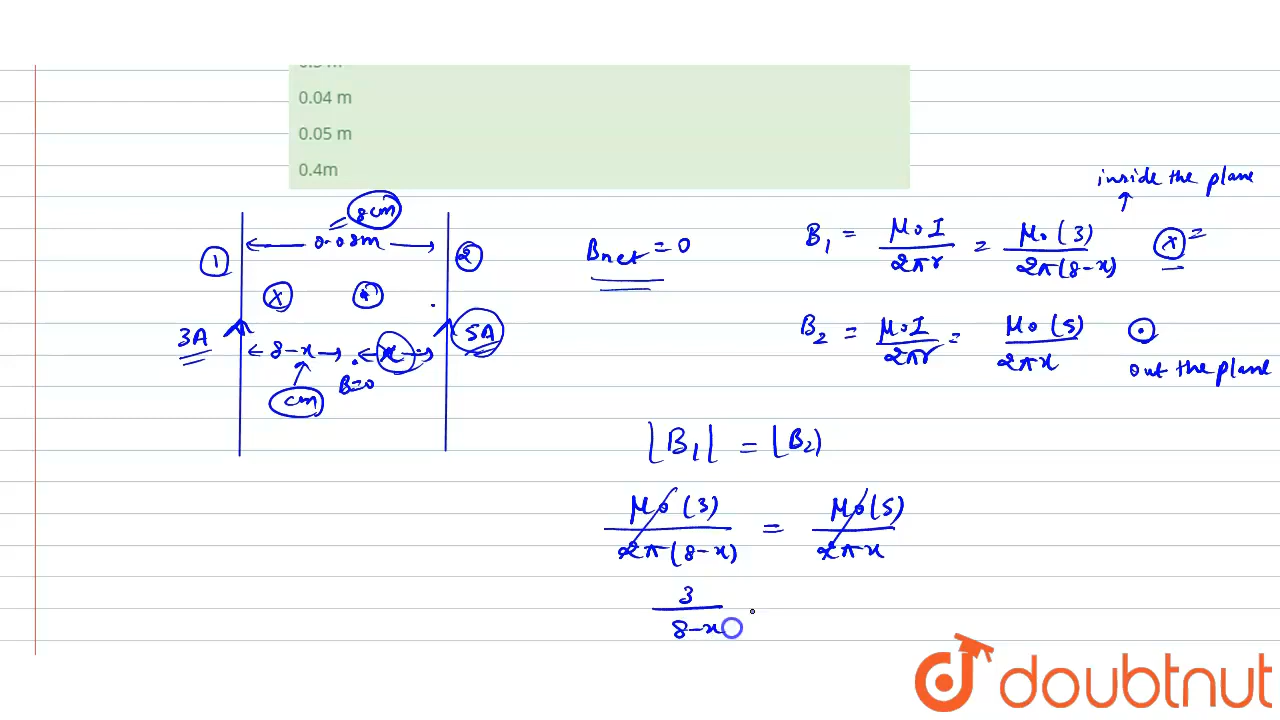 0.04 m
0.05 m
0.4m
inside the plane
8cm
0.08m
1
2
Bnet = 0
B1 = μ0I/2πr = μ0(3)/2π(8-x) ⊗ =
x
3A
5A
8-x
x
cm
B=0
B2 = μ0I/2πr = μ0(5)/2πx ⊙
out the plane
|B1| = |B2|
μ0(3)/2π(8-x) = μ0(5)/2πx
3/8-x
doubtnut